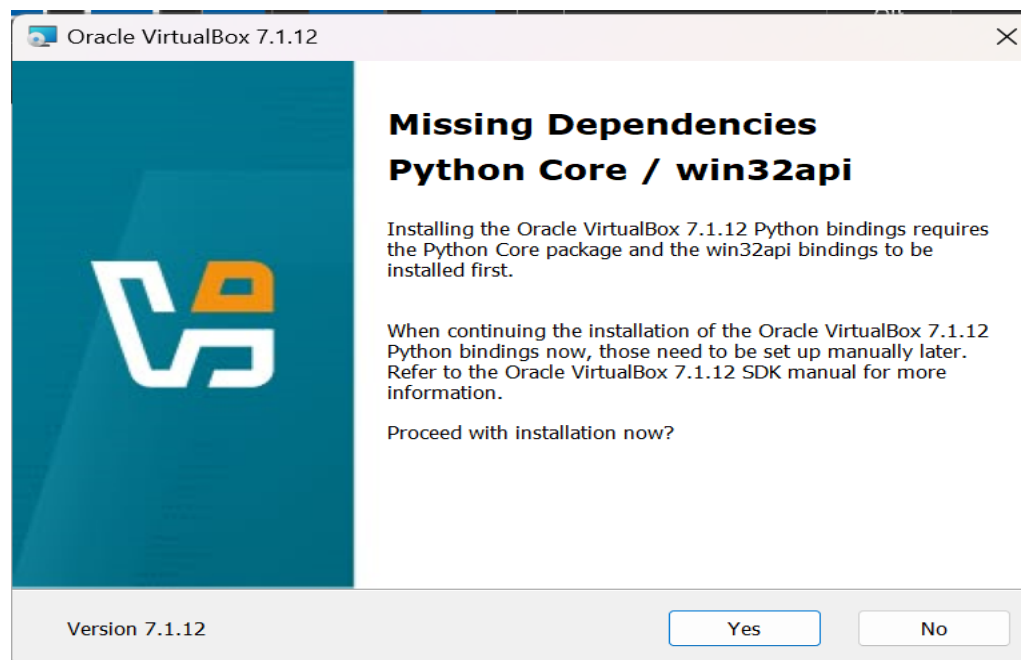 Oracle VirtualBox 7.1.12
Missing Dependencies
Python Core / win32api
Installing the Oracle VirtualBox 7.1.12 Python bindings requires
the Python Core package and the win32api bindings to be
installed first.
When continuing the installation of the Oracle VirtualBox 7.1.12
Python bindings now, those need to be set up manually later.
Refer to the Oracle VirtualBox 7.1.12 SDK manual for more
information.
Proceed with installation now?
Version 7.1.12
Yes
No